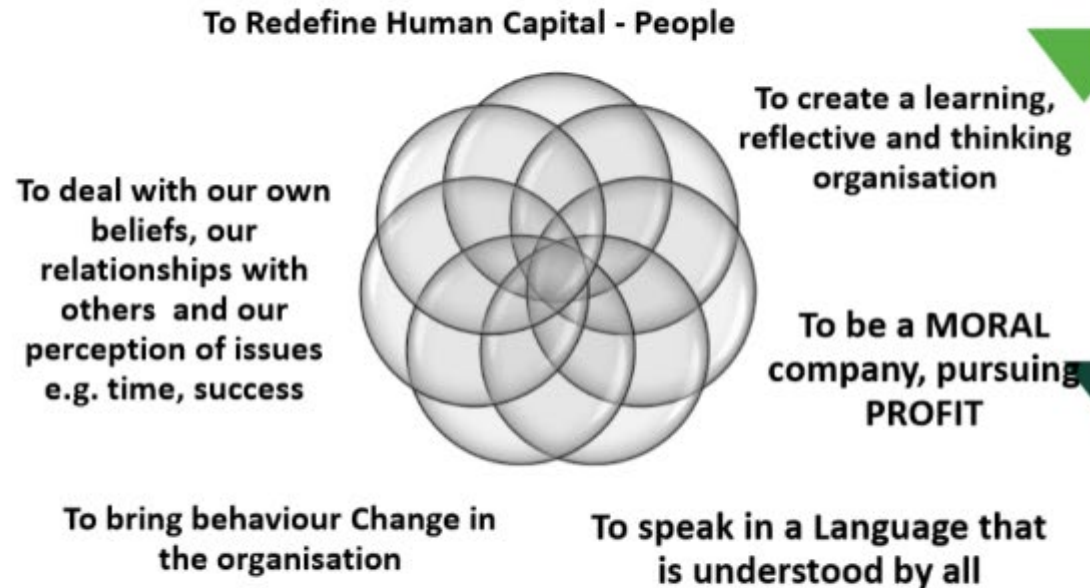 To Redefine Human Capital - People
To create a learning,
reflective and thinking
organisation
To deal with our own
beliefs, our
relationships with
others and our
perception of issues
e.g. time, success
To be a MORAL
company, pursuing
PROFIT
To bring behaviour Change in
the organisation
To speak in a Language that
is understood by all